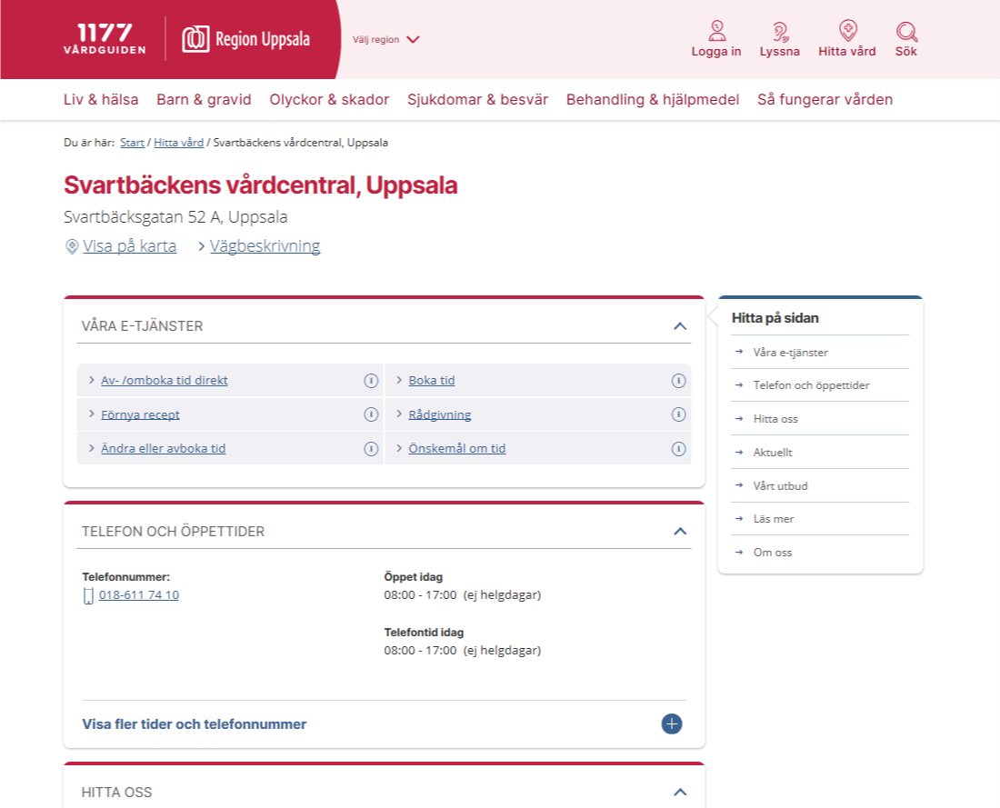 1177
VÅRDGUIDEN
Region Uppsala
Välj region
Logga in
Lyssna
Hitta vård
Sök
Liv & hälsa
Barn & gravid
Olyckor & skador
Sjukdomar & besvär
Behandling & hjälpmedel
Så fungerar vården
Du är här: Start / Hitta vård / Svartbäckens vårdcentral, Uppsala
Svartbäckens vårdcentral, Uppsala
Svartbäcksgatan 52 A, Uppsala
Visa på karta
Vägbeskrivning
VÅRA E-TJÄNSTER
Av- /omboka tid direkt
Boka tid
Förnya recept
Rådgivning
Ändra eller avboka tid
Önskemål om tid
Hitta på sidan
Våra e-tjänster
Telefon och öppettider
Hitta oss
Aktuellt
Vårt utbud
Läs mer
Om oss
TELEFON OCH ÖPPETTIDER
Telefonnummer:
018-611 74 10
Öppet idag
08:00 - 17:00 (ej helgdagar)
Telefontid idag
08:00 - 17:00 (ej helgdagar)
Visa fler tider och telefonnummer
HITTA OSS